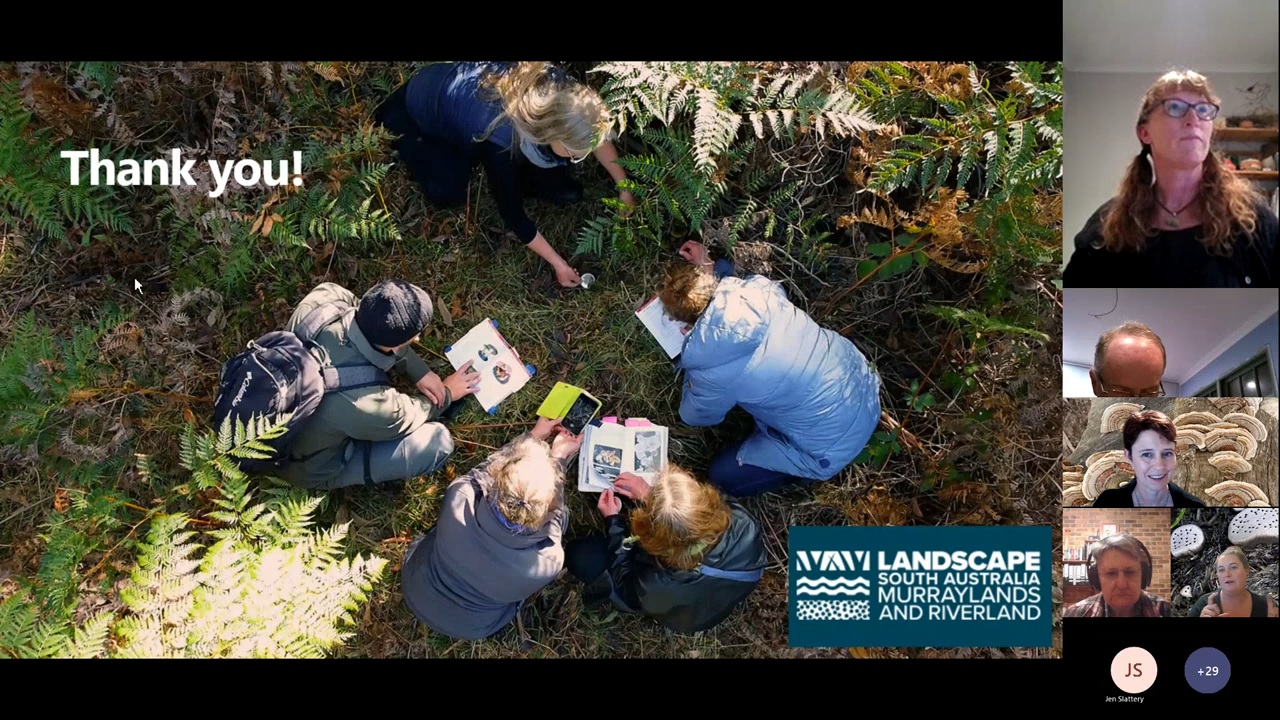 Thank you!
LANDSCAPE
SOUTH AUSTRALIA
MURRAYLANDS
AND RIVERLAND
JS
+29
Jen Slattery